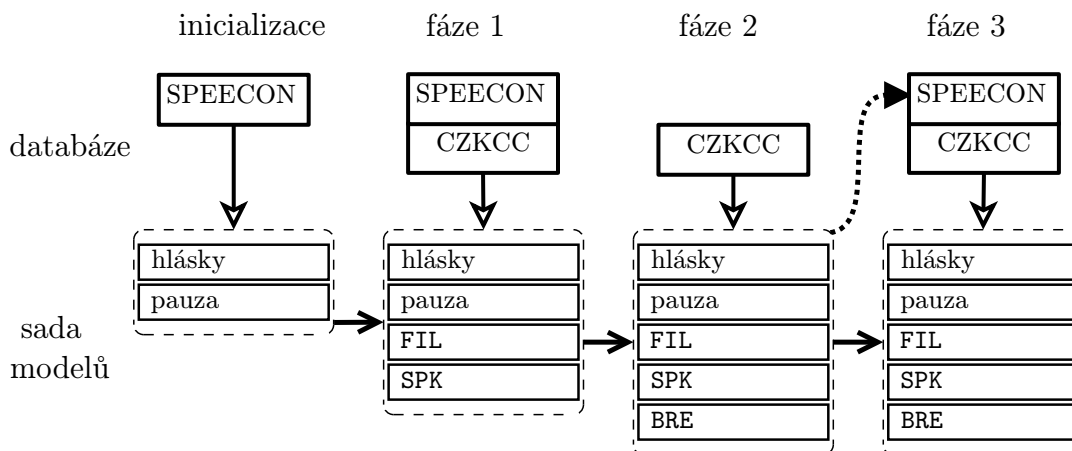 inicializace fáze 1 fáze 2 fáze 3
SPEECON SPEECON SPEECON
databáze CZKCC CZKCC CZKCC
hlásky hlásky hlásky hlásky
pauza pauza pauza pauza
sada FIL FIL FIL
modelů SPK SPK SPK
BRE BRE